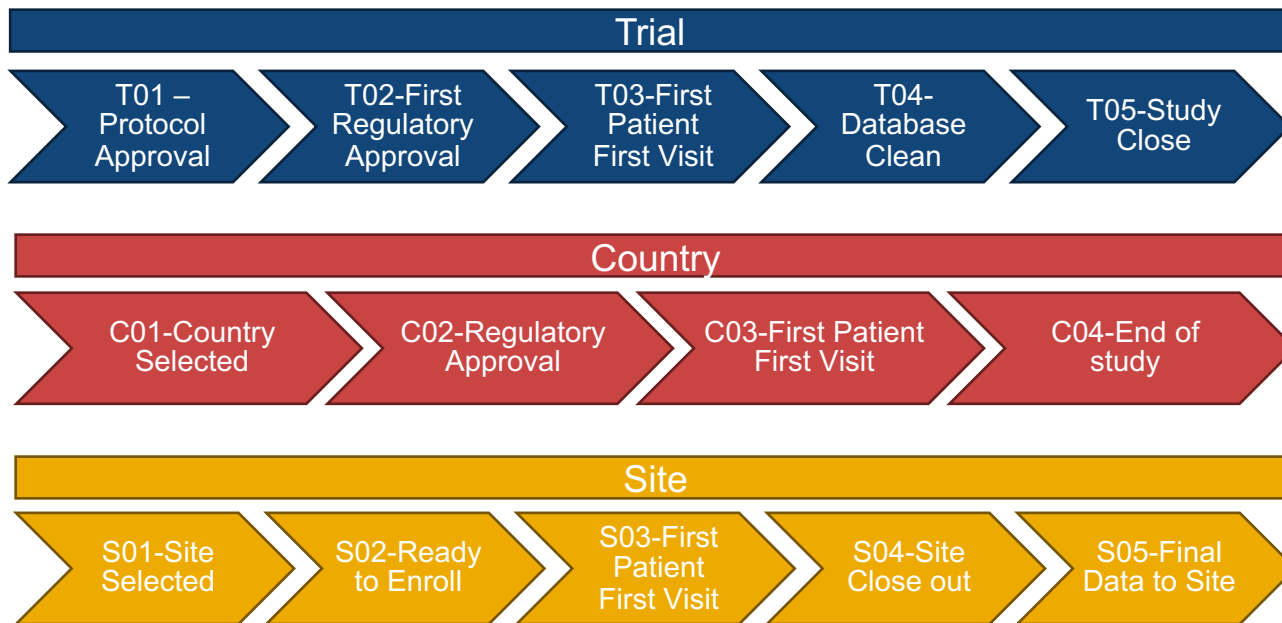 Trial
T01 –
Protocol
Approval
T02-First
Regulatory
Approval
T03-First
Patient
First Visit
T04-
Database
Clean
T05-Study
Close
Country
C01-Country
Selected
C02-Regulatory
Approval
C03-First Patient
First Visit
C04-End of
study
Site
S01-Site
Selected
S02-Ready
to Enroll
S03-First
Patient
First Visit
S04-Site
Close out
S05-Final
Data to Site